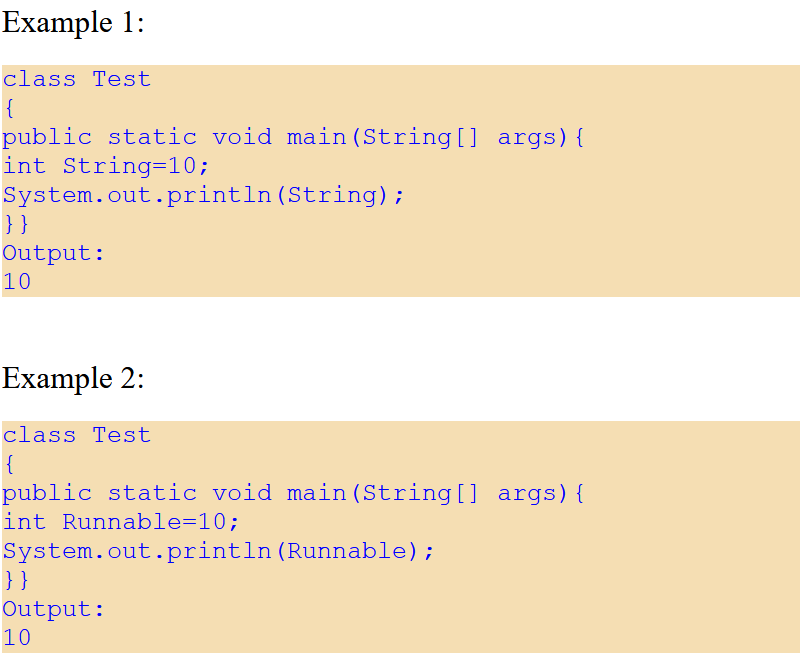 Example 1:
class Test
{
public static void main(String[] args){
int String=10;
System.out.println(String);
}}
Output:
10
Example 2:
class Test
{
public static void main(String[] args){
int Runnable=10;
System.out.println(Runnable);
}}
Output:
10